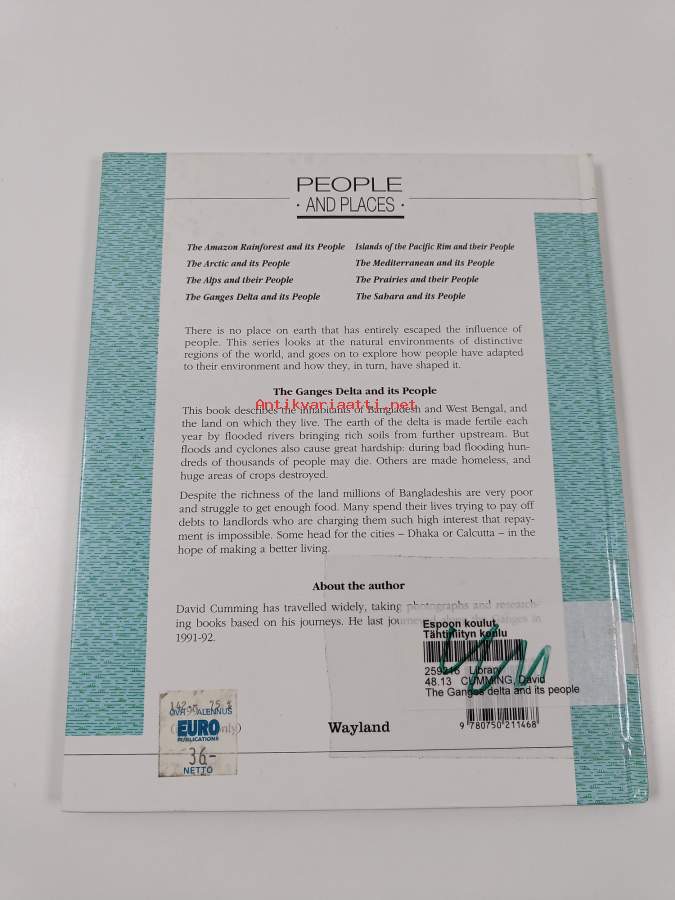 PEOPLE
· AND PLACES ·
The Amazon Rainforest and its People
Islands of the Pacific Rim and their People
The Arctic and its People
The Mediterranean and its People
The Alps and their People
The Prairies and their People
The Ganges Delta and its People
The Sahara and its People
There is no place on earth that has entirely escaped the influence of
people. This series looks at the natural environments of distinctive
regions of the world, and goes on to explore how people have adapted
to their environment and how they, in turn, have shaped it.
The Ganges Delta and its People
Antikvariaatti.net
This book describes the inhabitants of Bangladesh and West Bengal, and
the land on which they live. The earth of the delta is made fertile each
year by flooded rivers bringing rich soils from further upstream. But
floods and cyclones also cause great hardship: during bad flooding hun-
dreds of thousands of people may die. Others are made homeless, and
huge areas of crops destroyed.
Despite the richness of the land millions of Bangladeshis are very poor
and struggle to get enough food. Many spend their lives trying to pay off
debts to landlords who are charging them such high interest that repay-
ment is impossible. Some head for the cities – Dhaka or Calcutta – in the
hope of making a better living.
About the author
David Cumming has travelled widely, taking photographs and research-
ing books based on his journeys. He last journeyed Ganges in
1991-92.
Espoon koulut
Tähtiniityn koulu
259216 Library
48.13 CUMMING, David
The Ganges delta and its people
9 780750 211468
142,- 75 %
OVH ALENNUS
EURO
PUBLICATIONS
36-
NETTO
only)
Wayland